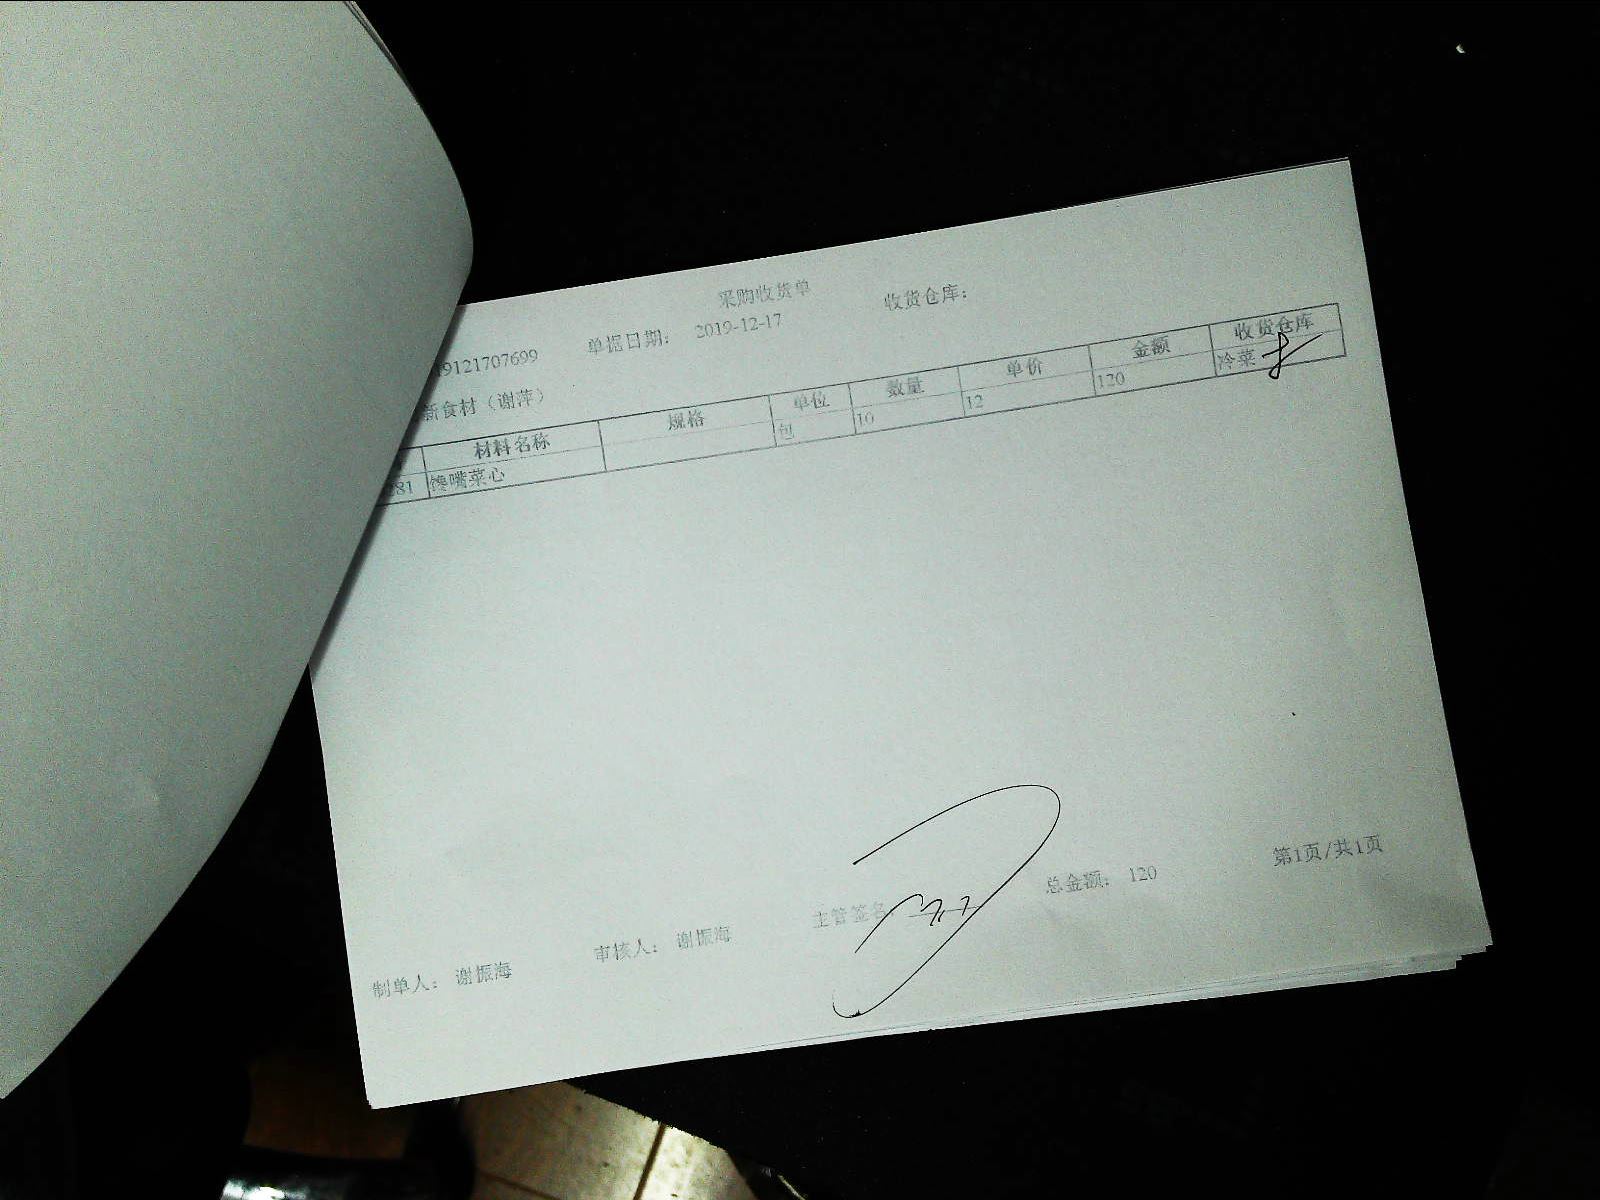 采购收货单
9121707699 单据日期: 2019-12-17 收货仓库:
新食材（谢萍）
材料名称 规格 单位 数量 单价 金额 收货仓库
281 馋嘴菜心 包 10 12 120 冷菜
制单人: 谢振海 审核人: 谢振海 主管签名: 总金额: 120 第1页/共1页